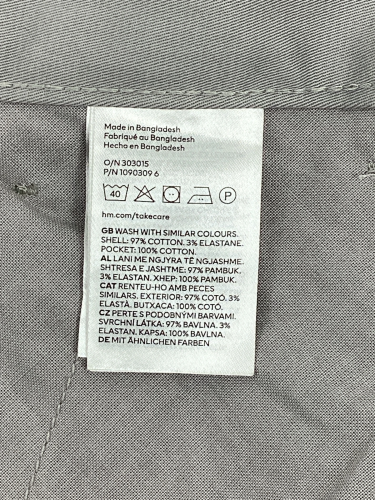 Made in Bangladesh
Fabriqué au Bangladesh
Hecho en Bangladesh
O/N 303015
P/N 1090309 6
40
P
hm.com/takecare
GB WASH WITH SIMILAR COLOURS.
SHELL: 97% COTTON. 3% ELASTANE.
POCKET: 100% COTTON.
AL LANI ME NGJYRA TË NGJASHME.
SHTRESA E JASHTME: 97% PAMBUK.
3% ELASTAN. XHEP: 100% PAMBUK.
CAT RENTEU-HO AMB PECES
SIMILARS. EXTERIOR: 97% COTÓ. 3%
ELASTÀ. BUTXACA: 100% COTÓ.
CZ PERTE S PODOBNÝMI BARVAMI.
SVRCHNÍ LÁTKA: 97% BAVLNA. 3%
ELASTAN. KAPSA: 100% BAVLNA.
DE MIT ÄHNLICHEN FARBEN